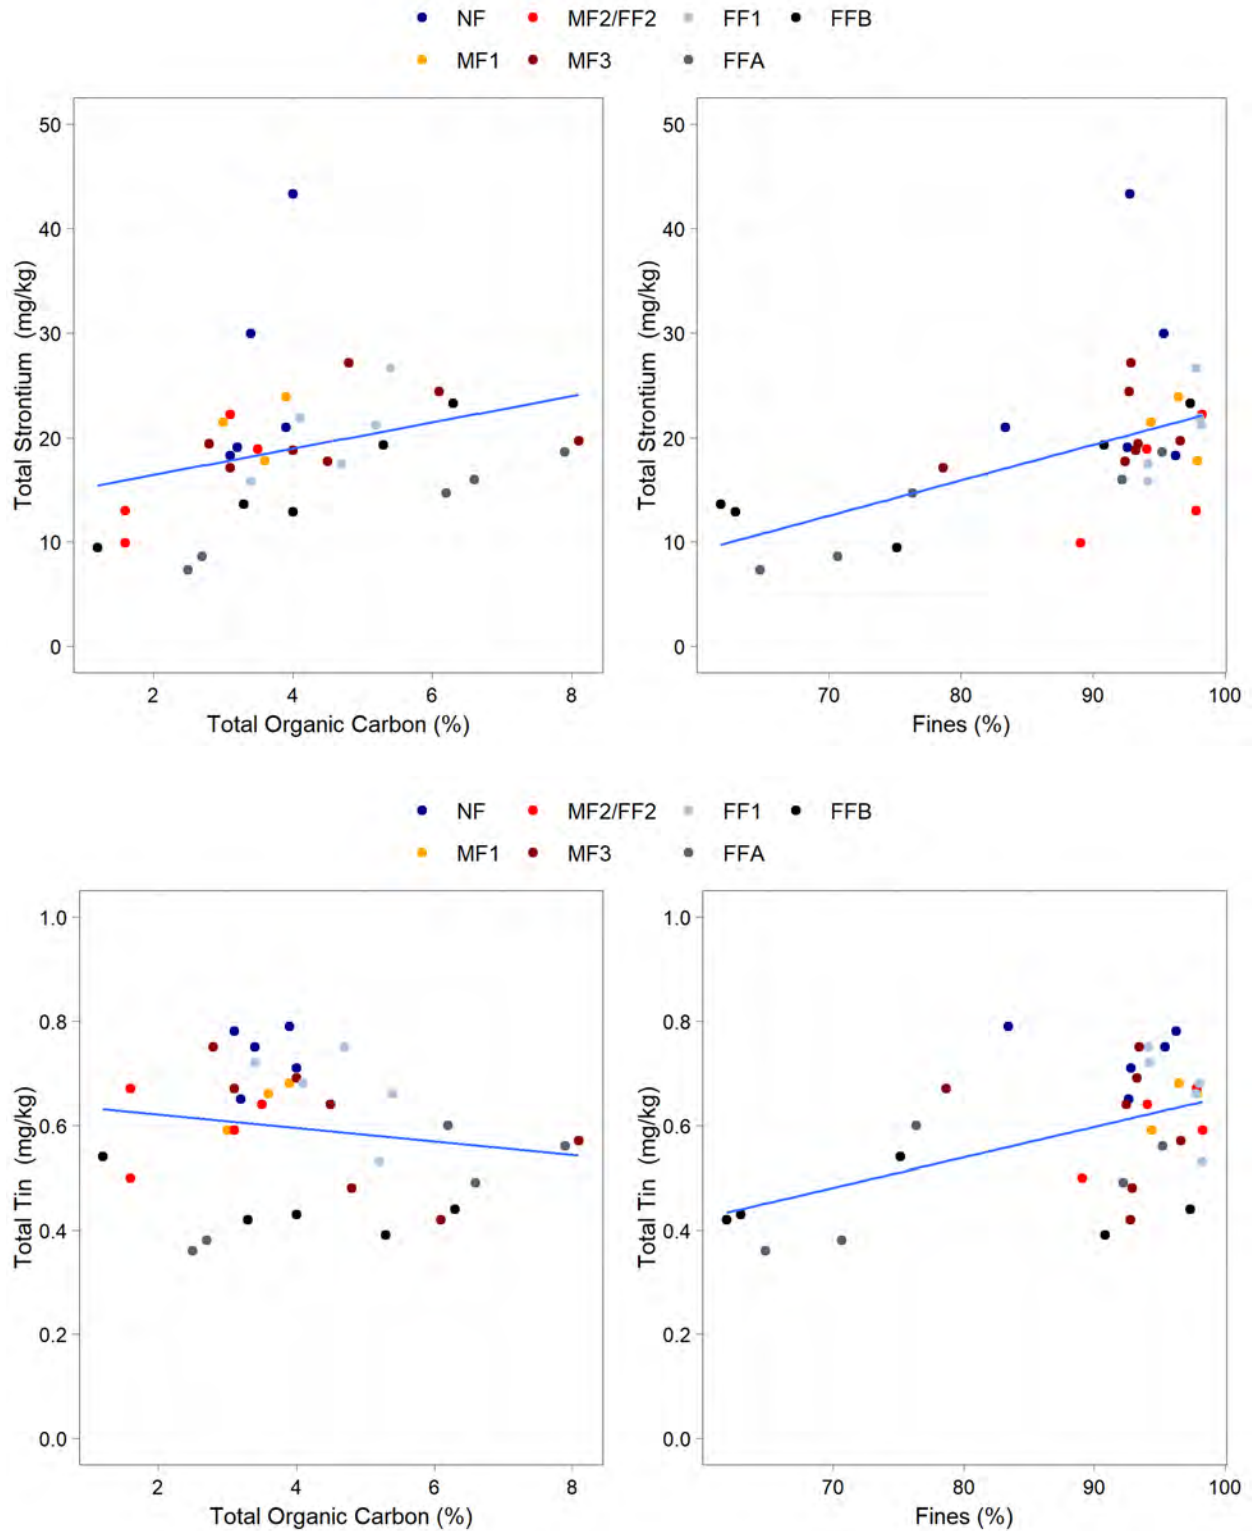 NF MF2/FF2 FF1 FFB
MF1 MF3 FFA
50
40
30
20
10
0
Total Strontium (mg/kg)
2 4 6 8
Total Organic Carbon (%)
50
40
30
20
10
0
Total Strontium (mg/kg)
70 80 90 100
Fines (%)
NF MF2/FF2 FF1 FFB
MF1 MF3 FFA
1.0
0.8
0.6
0.4
0.2
0.0
Total Tin (mg/kg)
2 4 6 8
Total Organic Carbon (%)
1.0
0.8
0.6
0.4
0.2
0.0
Total Tin (mg/kg)
70 80 90 100
Fines (%)